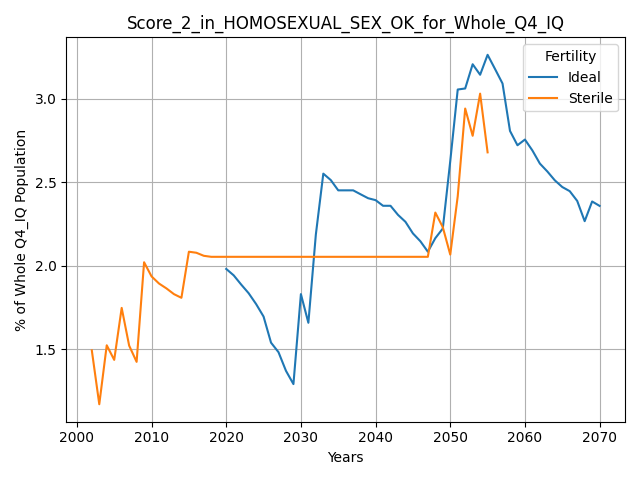 Score_2_in_HOMOSEXUAL_SEX_OK_for_Whole_Q4_IQ
Fertility
Ideal
Sterile
% of Whole Q4_IQ Population
3.0
2.5
2.0
1.5
2000 2010 2020 2030 2040 2050 2060 2070
Years